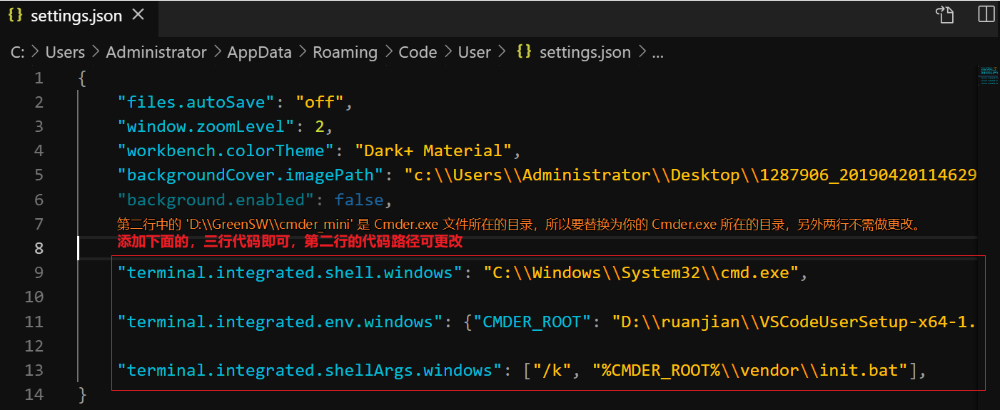 {} settings.json ×
C: > Users > Administrator > AppData > Roaming > Code > User > {} settings.json > ...
1 {
2 "files.autoSave": "off",
3 "window.zoomLevel": 2,
4 "workbench.colorTheme": "Dark+ Material",
5 "backgroundCover.imagePath": "c:\\Users\\Administrator\\Desktop\\1287906_20190420114629
6 "background.enabled": false,
7 第二行中的 'D:\\GreenSW\\cmder_mini' 是 Cmder.exe 文件所在的目录，所以要替换为你的 Cmder.exe 所在的目录，另外两行不需做更改。
8 添加下面的，三行代码即可，第二行的代码路径可更改
9 "terminal.integrated.shell.windows": "C:\\Windows\\System32\\cmd.exe",
10
11 "terminal.integrated.env.windows": {"CMDER_ROOT": "D:\\ruanjian\\VSCodeUserSetup-x64-1.
12
13 "terminal.integrated.shellArgs.windows": ["/k", "%CMDER_ROOT%\\vendor\\init.bat"],
14 }